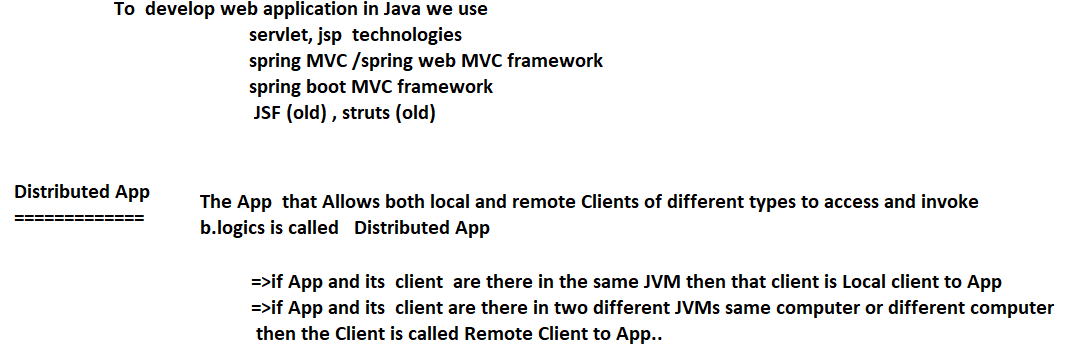 To develop web application in Java we use
servlet, jsp technologies
spring MVC /spring web MVC framework
spring boot MVC framework
JSF (old) , struts (old)
Distributed App
=============
The App that Allows both local and remote Clients of different types to access and invoke
b.logics is called Distributed App
=>if App and its client are there in the same JVM then that client is Local client to App
=>if App and its client are there in two different JVMs same computer or different computer
then the Client is called Remote Client to App..